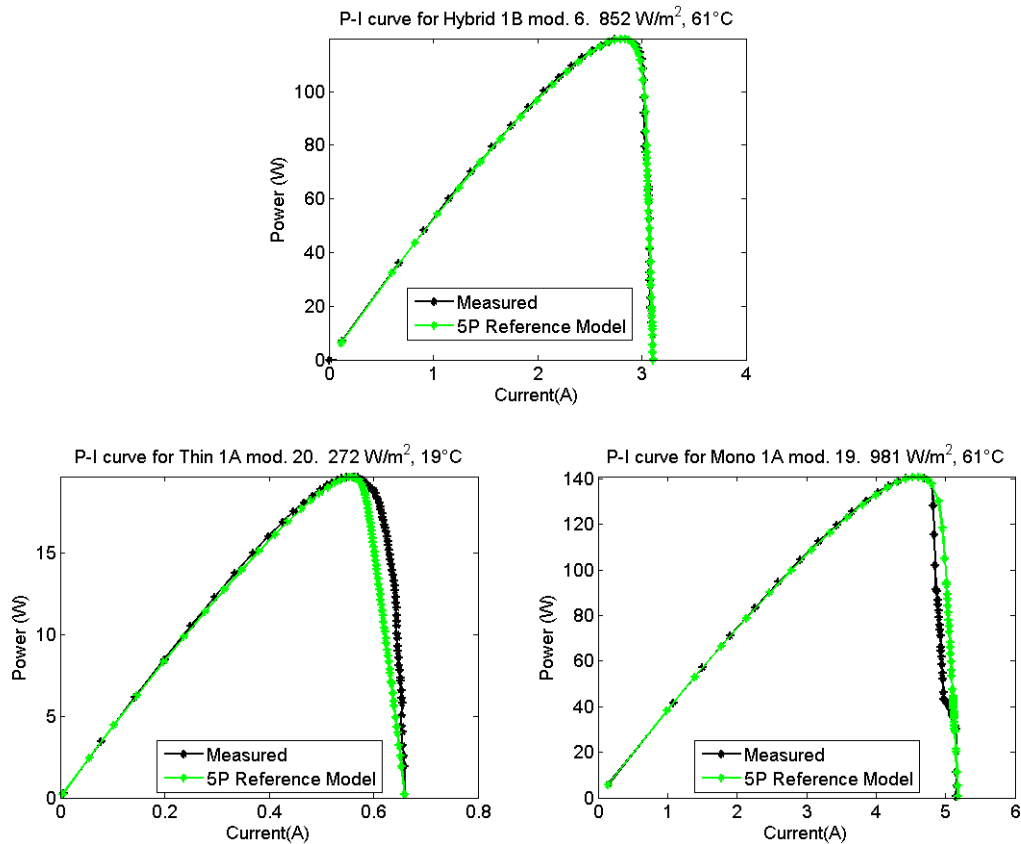 P-I curve for Hybrid 1B mod. 6. 852 W/m², 61°C
100
80
60
40
20
0
Power (W)
Measured
5P Reference Model
0 1 2 3 4
Current(A)
P-I curve for Thin 1A mod. 20. 272 W/m², 19°C
15
10
5
0
Power (W)
Measured
5P Reference Model
0 0.2 0.4 0.6 0.8
Current(A)
P-I curve for Mono 1A mod. 19. 981 W/m², 61°C
140
120
100
80
60
40
20
0
Power (W)
Measured
5P Reference Model
0 1 2 3 4 5 6
Current(A)